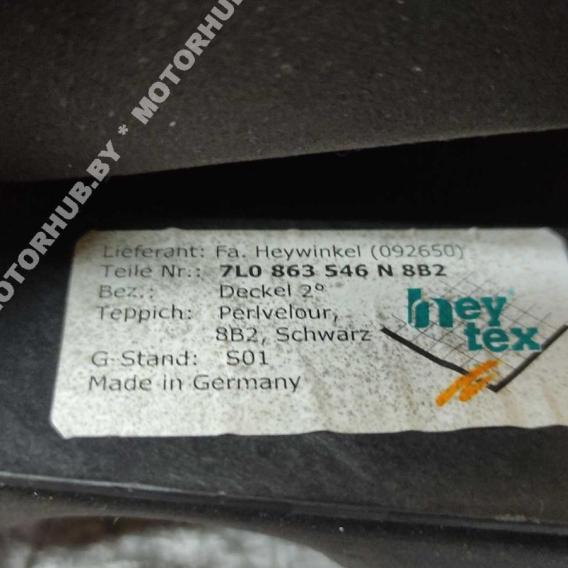 MOTORHUB.BY * MOTORHUB
Lieferant: Fa. Heywinkel (092650)
Teile Nr.: 7L0 863 546 N 8B2
Bez.: Deckel 2°
Teppich: Perlvelour,
8B2, Schwarz
G-Stand: S01
Made in Germany
hey
tex